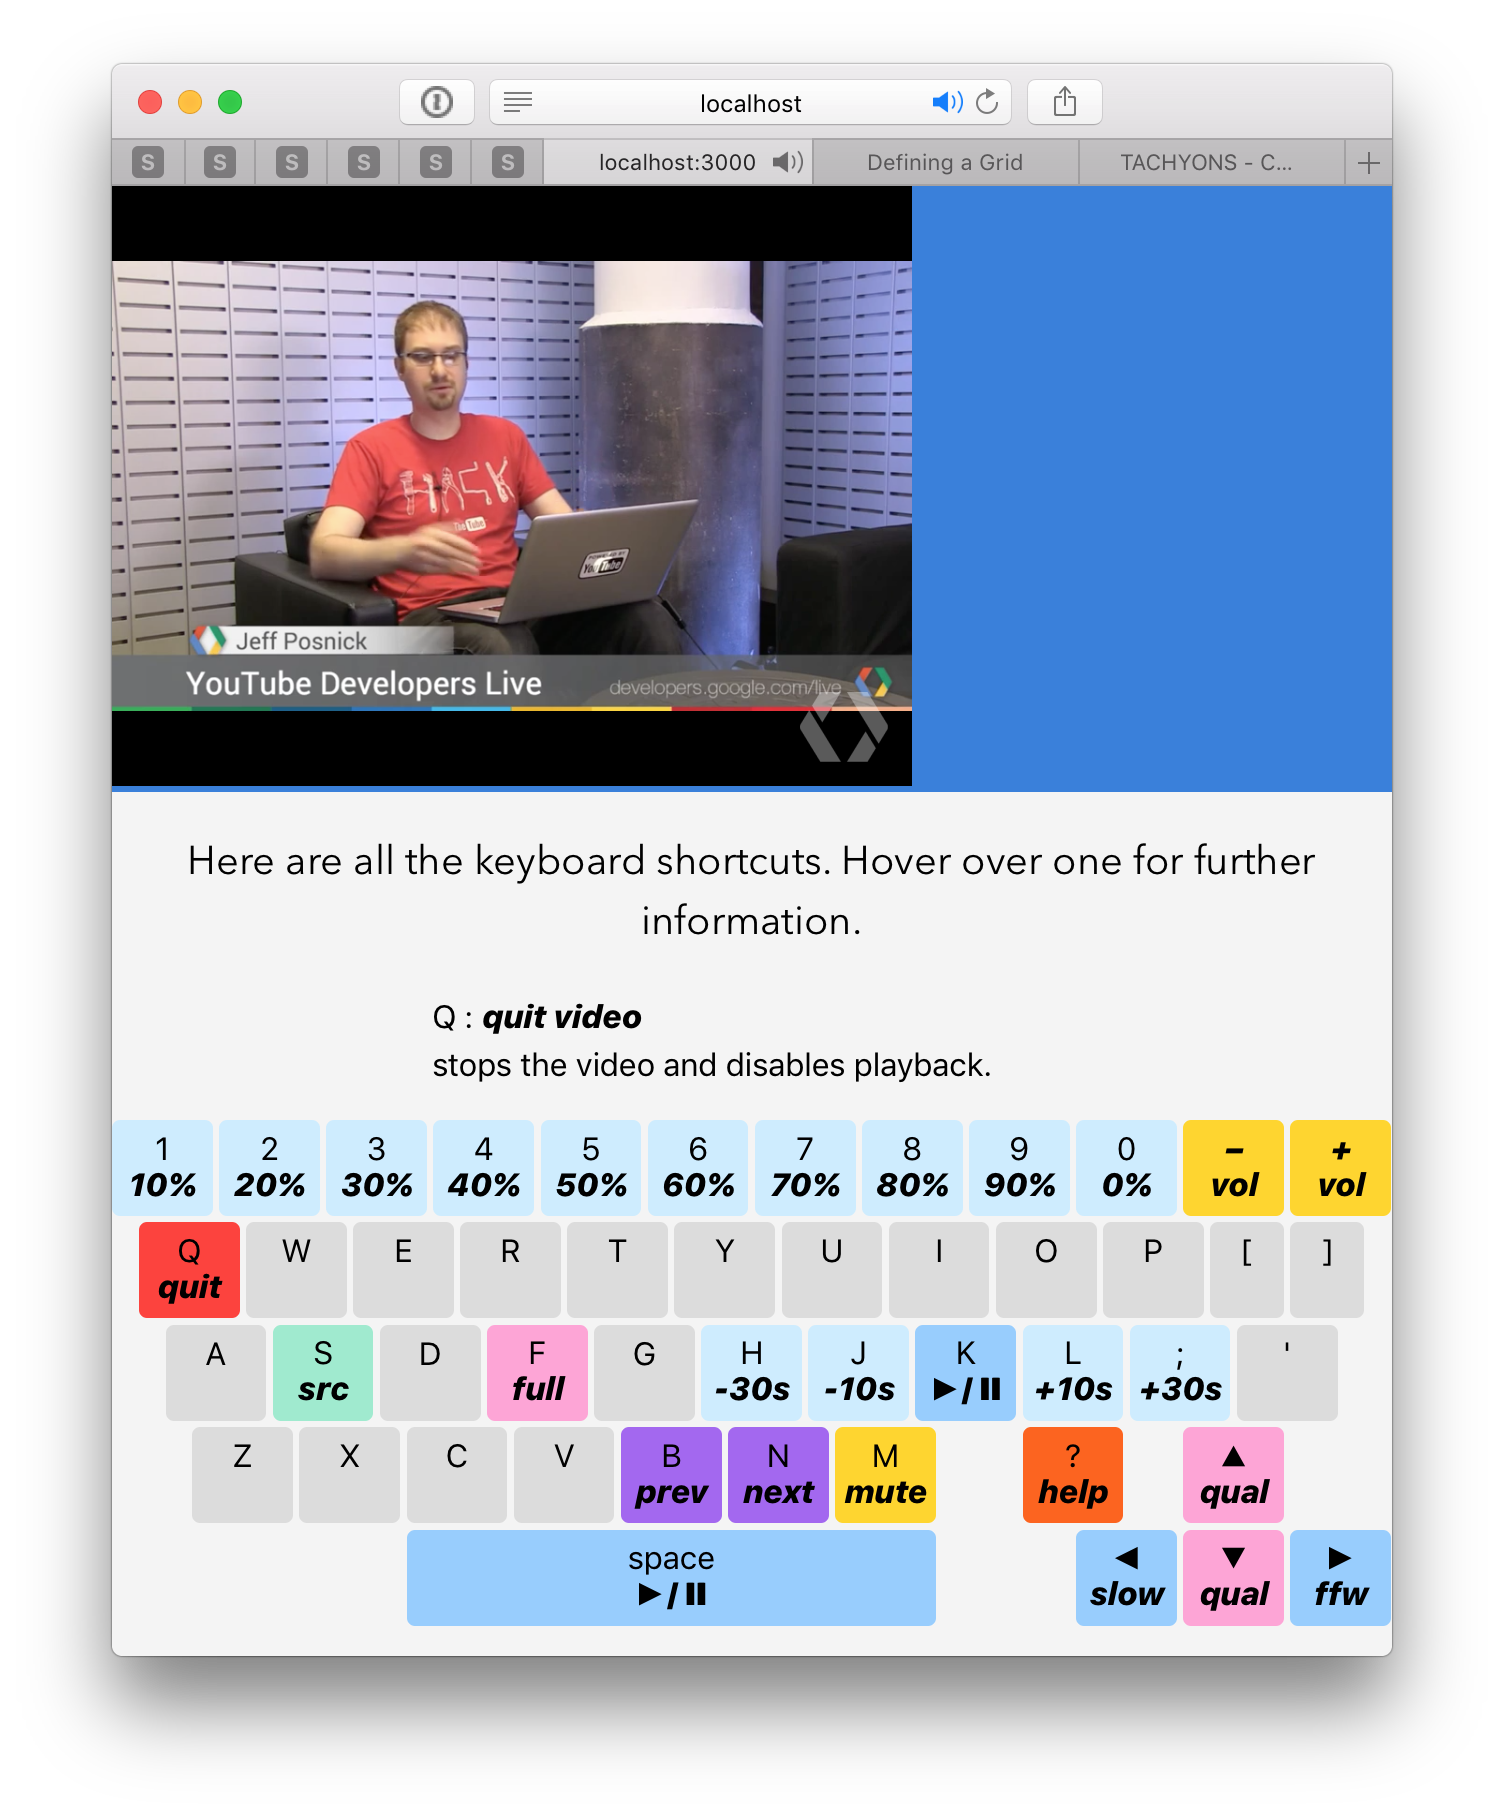 localhost
S S S S S S localhost:3000 Defining a Grid TACHYONS - C...
HACK
YouTube
Jeff Posnick
YouTube Developers Live
developers.google.com/live
Here are all the keyboard shortcuts. Hover over one for further
information.
Q : quit video
stops the video and disables playback.
1 2 3 4 5 6 7 8 9 0 – +
10% 20% 30% 40% 50% 60% 70% 80% 90% 0% vol vol
Q W E R T Y U I O P [ ]
quit
A S D F G H J K L ; '
src full -30s -10s ▶/⏸ +10s +30s
Z X C V B N M ? ▲
prev next mute help qual
space ◀ ▼ ▶
▶/⏸ slow qual ffw